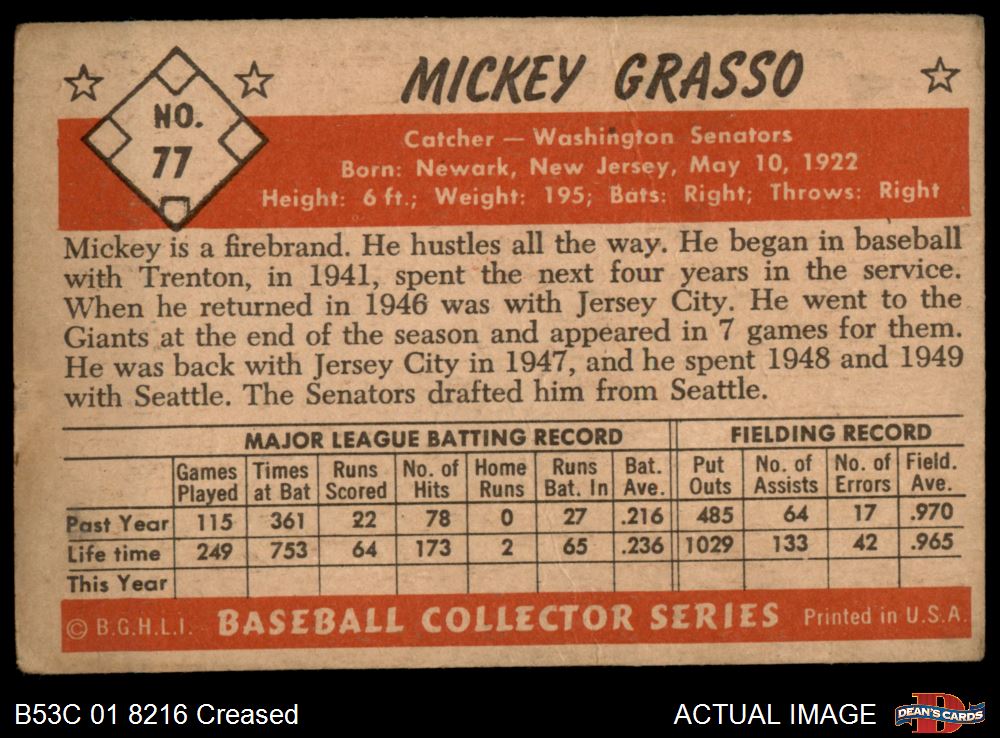 MICKEY GRASSO
NO.
77
Catcher — Washington Senators
Born: Newark, New Jersey, May 10, 1922
Height: 6 ft.; Weight: 195; Bats: Right; Throws: Right
Mickey is a firebrand. He hustles all the way. He began in baseball
with Trenton, in 1941, spent the next four years in the service.
When he returned in 1946 was with Jersey City. He went to the
Giants at the end of the season and appeared in 7 games for them.
He was back with Jersey City in 1947, and he spent 1948 and 1949
with Seattle. The Senators drafted him from Seattle.
MAJOR LEAGUE BATTING RECORD FIELDING RECORD
Games Times Runs No. of Home Runs Bat. Put No. of No. of Field.
Played at Bat Scored Hits Runs Bat. In Ave. Outs Assists Errors Ave.
Past Year 115 361 22 78 0 27 .216 485 64 17 .970
Life time 249 753 64 173 2 65 .236 1029 133 42 .965
This Year
© B.G.H.L.I. BASEBALL COLLECTOR SERIES Printed in U.S.A.
B53C 01 8216 Creased ACTUAL IMAGE DEAN'S CARDS